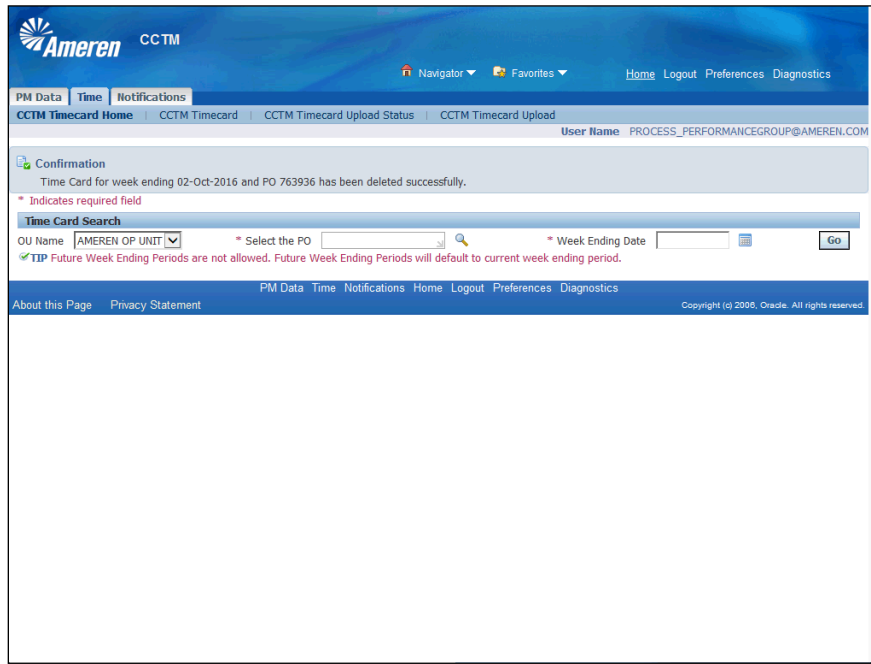 Ameren CCTM
Navigator Favorites Home Logout Preferences Diagnostics
PM Data Time Notifications
CCTM Timecard Home | CCTM Timecard | CCTM Timecard Upload Status | CCTM Timecard Upload
User Name PROCESS_PERFORMANCEGROUP@AMEREN.COM
Confirmation
Time Card for week ending 02-Oct-2016 and PO 763936 has been deleted successfully.
* Indicates required field
Time Card Search
OU Name AMEREN OP UNIT * Select the PO * Week Ending Date Go
TIP Future Week Ending Periods are not allowed. Future Week Ending Periods will default to current week ending period.
PM Data Time Notifications Home Logout Preferences Diagnostics
About this Page Privacy Statement Copyright (c) 2006, Oracle. All rights reserved.